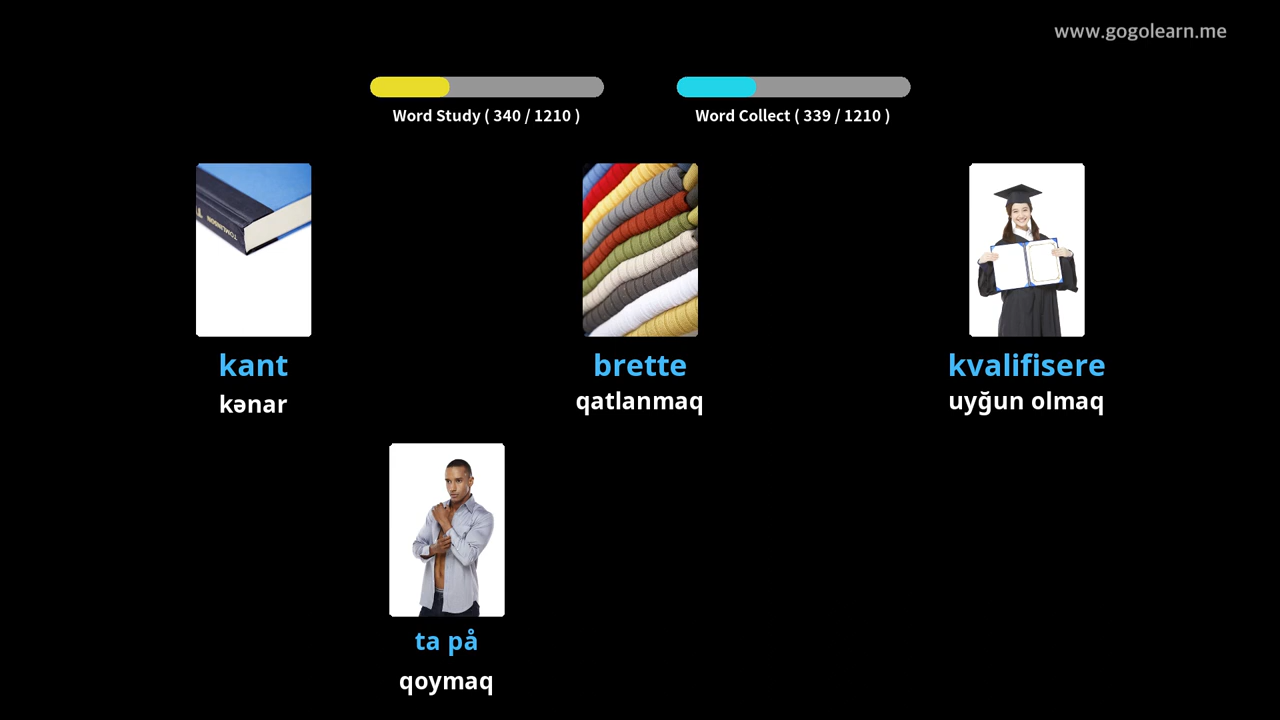 www.gogolearn.me
Word Study ( 340 / 1210 )
Word Collect ( 339 / 1210 )
TOMLINSON
kant
brette
kvalifisere
kənar
qatlanmaq
uyğun olmaq
ta på
qoymaq